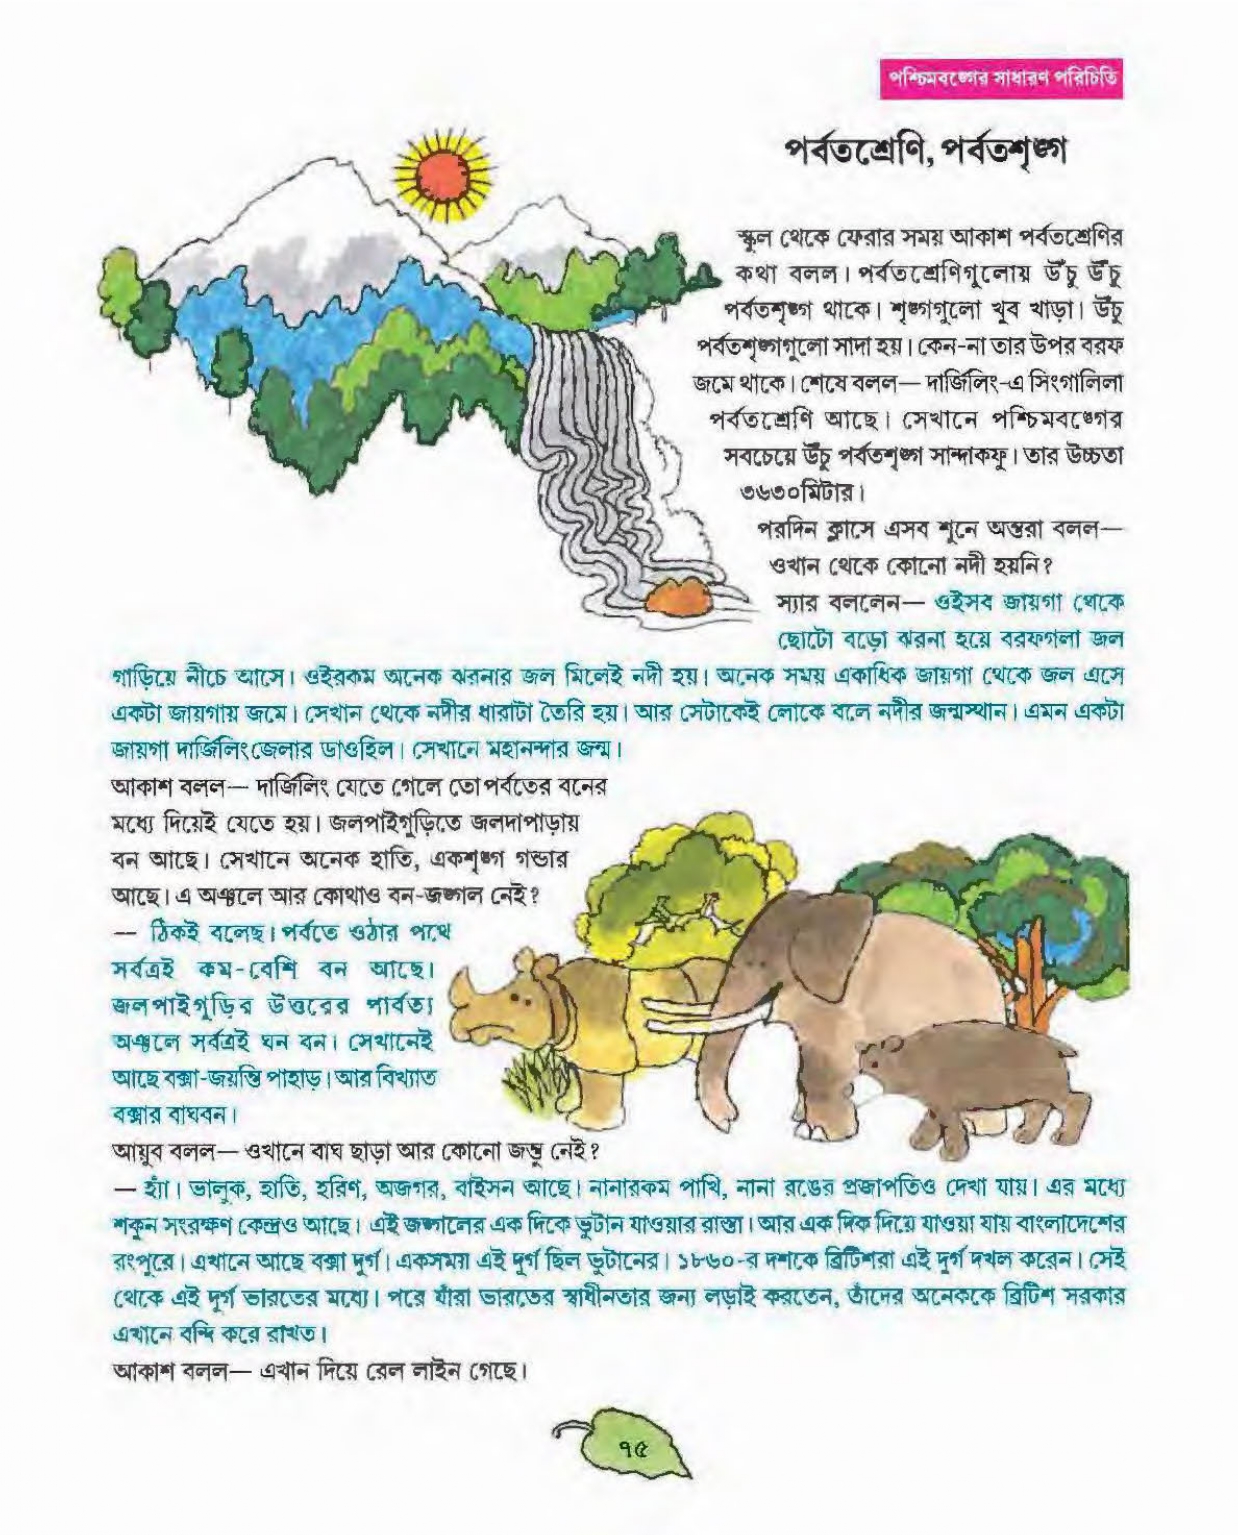 পশ্চিমবঙ্গের সাধারণ পরিচিতি
পর্বতশ্রেণি, পর্বতশৃঙ্গ
স্কুল থেকে ফেরার সময় আকাশ পর্বতশ্রেণির
কথা বলল। পর্বতশ্রেণিগুলোয় উঁচু উঁচু
পর্বতশৃঙ্গ থাকে। শৃঙ্গগুলো খুব খাড়া। উঁচু
পর্বতশৃঙ্গগুলো সাদা হয়। কেন-না তার উপর বরফ
জমে থাকে। শেষে বলল— দার্জিলিং-এ সিংগালিলা
পর্বতশ্রেণি আছে। সেখানে পশ্চিমবঙ্গের
সবচেয়ে উঁচু পর্বতশৃঙ্গ সান্দাকফু। তার উচ্চতা
৩৬৩০মিটার।
পরদিন ক্লাসে এসব শুনে অন্তরা বলল—
ওখান থেকে কোনো নদী হয়নি?
স্যার বললেন— ওইসব জায়গা থেকে
ছোটো বড়ো ঝরনা হয়ে বরফগলা জল
গাড়িয়ে নীচে আসে। ওইরকম অনেক ঝরনার জল মিলেই নদী হয়। অনেক সময় একাধিক জায়গা থেকে জল এসে
একটা জায়গায় জমে। সেখান থেকে নদীর ধারাটা তৈরি হয়। আর সেটাকেই লোকে বলে নদীর জন্মস্থান। এমন একটা
জায়গা দার্জিলিংজেলার ডাওহিল। সেখানে মহানন্দার জন্ম।
আকাশ বলল— দার্জিলিং যেতে গেলে তো পর্বতের বনের
মধ্যে দিয়েই যেতে হয়। জলপাইগুড়িতে জলদাপাড়ায়
বন আছে। সেখানে অনেক হাতি, একশৃঙ্গ গন্ডার
আছে। এ অঞ্চলে আর কোথাও বন-জঙ্গল নেই?
— ঠিকই বলেছ। পর্বতে ওঠার পথে
সর্বত্রই কম-বেশি বন আছে।
জলপাইগুড়ির উত্তরের পার্বত্য
অঞ্চলে সর্বত্রই ঘন বন। সেখানেই
আছে বক্সা-জয়ন্তি পাহাড়। আর বিখ্যাত
বক্সার বাঘবন।
আয়ুব বলল— ওখানে বাঘ ছাড়া আর কোনো জন্তু নেই?
— হ্যাঁ। ভালুক, হাতি, হরিণ, অজগর, বাইসন আছে। নানারকম পাখি, নানা রঙের প্রজাপতিও দেখা যায়। এর মধ্যে
শকুন সংরক্ষণ কেন্দ্রও আছে। এই জঙ্গলের এক দিকে ভুটান যাওয়ার রাস্তা। আর এক দিক দিয়ে যাওয়া যায় বাংলাদেশের
রংপুরে। এখানে আছে বক্সা দুর্গ। একসময় এই দুর্গ ছিল ভুটানের। ১৮৬০-র দশকে ব্রিটিশরা এই দুর্গ দখল করেন। সেই
থেকে এই দুর্গ ভারতের মধ্যে। পরে যাঁরা ভারতের স্বাধীনতার জন্য লড়াই করতেন, তাঁদের অনেককে ব্রিটিশ সরকার
এখানে বন্দি করে রাখত।
আকাশ বলল— এখান দিয়ে রেল লাইন গেছে।
৭৫